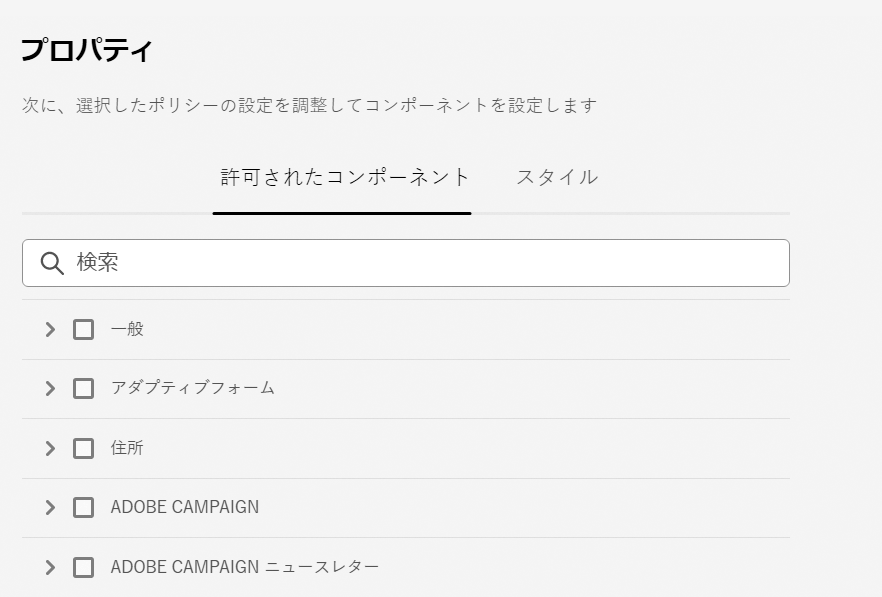 プロパティ
次に、選択したポリシーの設定を調整してコンポーネントを設定します
許可されたコンポーネント スタイル
検索
一般
アダプティブフォーム
住所
ADOBE CAMPAIGN
ADOBE CAMPAIGN ニュースレター